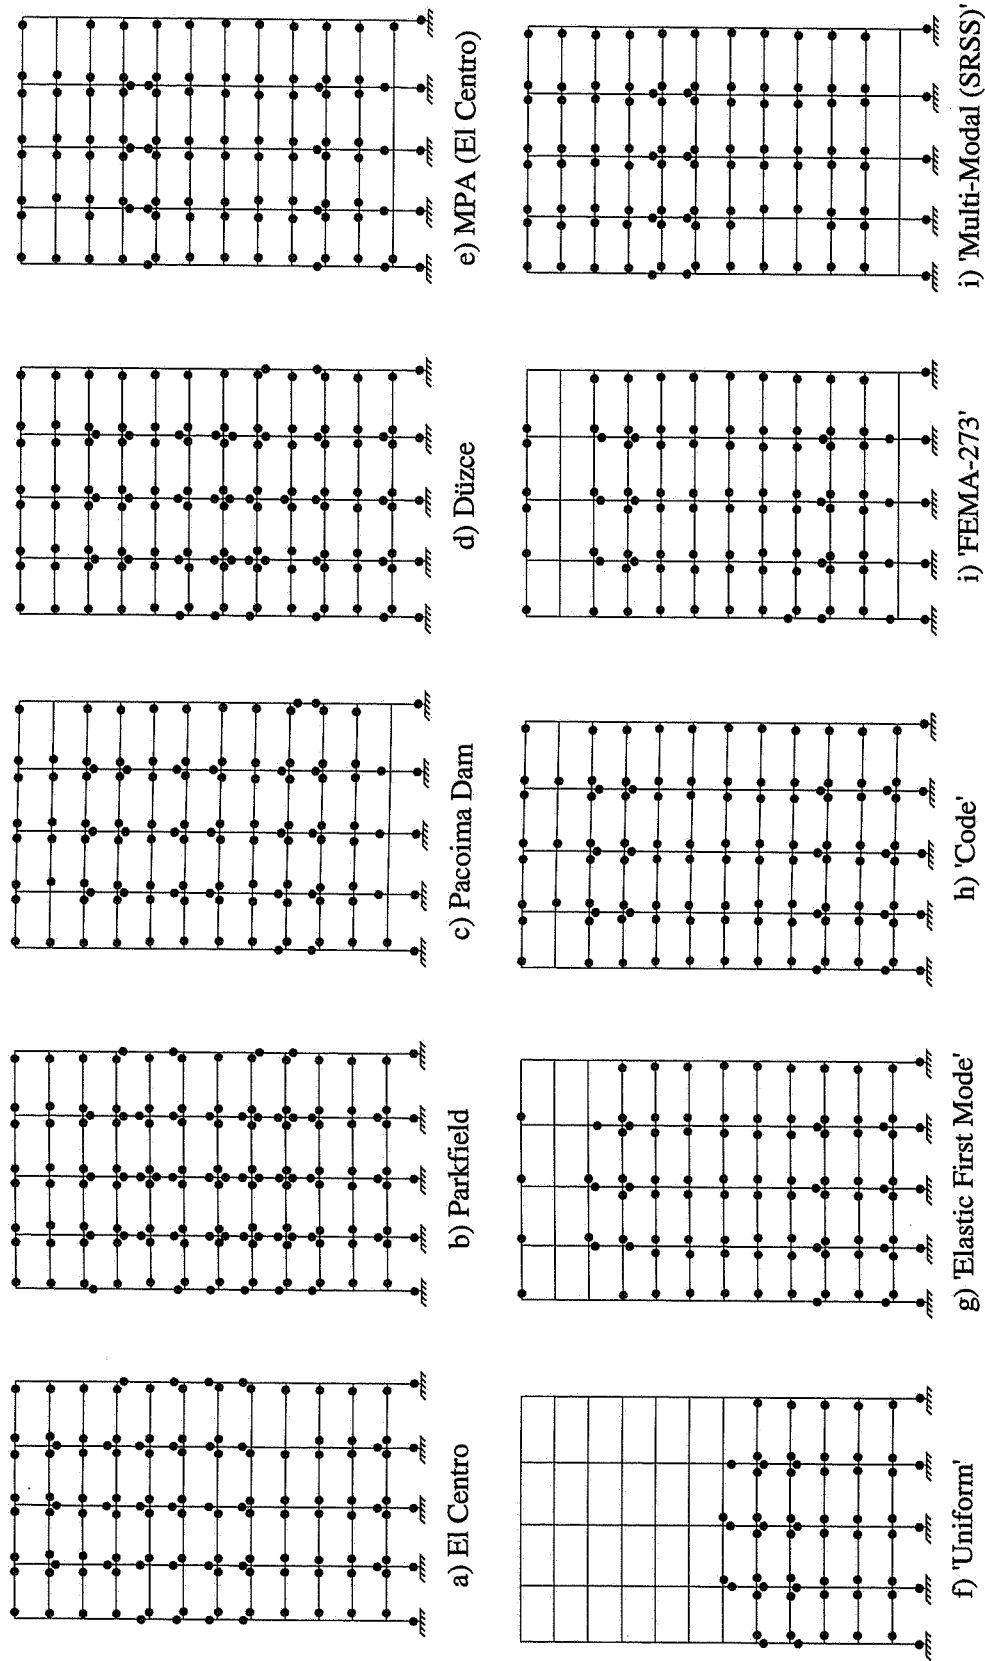 a) El Centro
b) Parkfield
c) Pacoima Dam
d) Düzce
e) MPA (El Centro)
f) 'Uniform'
g) 'Elastic First Mode'
h) 'Code'
i) 'FEMA-273'
i) 'Multi-Modal (SRSS)'